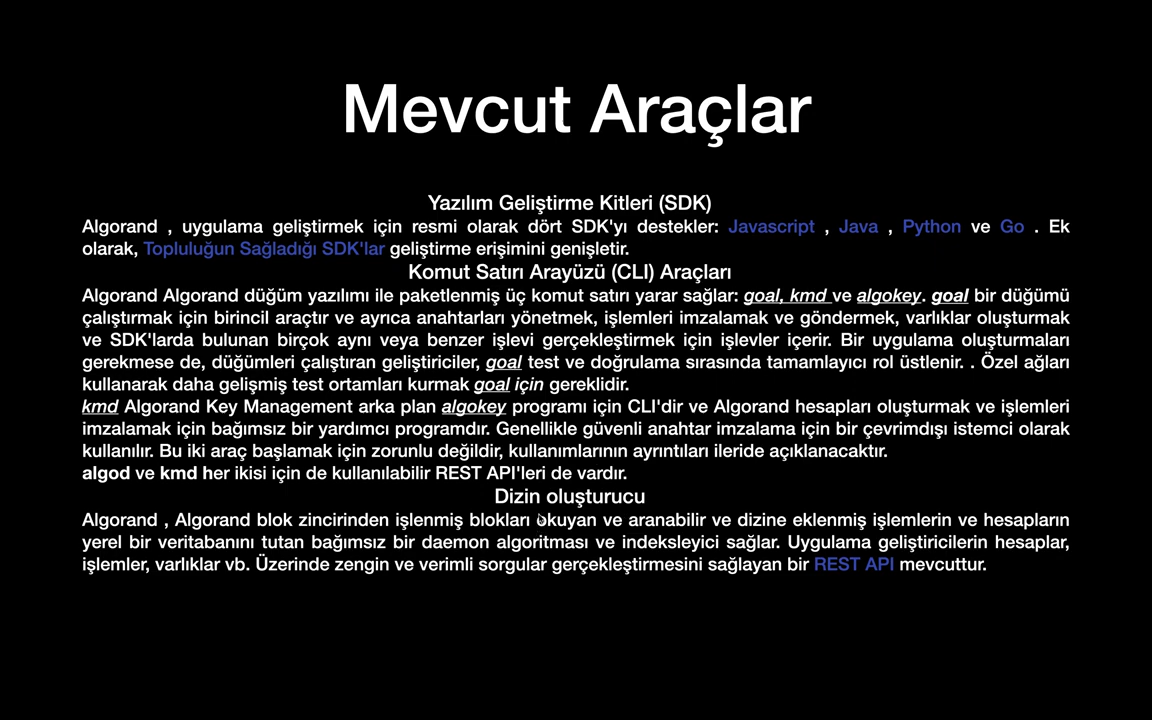 Mevcut Araçlar
Yazılım Geliştirme Kitleri (SDK)
Algorand , uygulama geliştirmek için resmi olarak dört SDK'yı destekler: Javascript , Java , Python ve Go . Ek
olarak, Topluluğun Sağladığı SDK'lar geliştirme erişimini genişletir.
Komut Satırı Arayüzü (CLI) Araçları
Algorand Algorand düğüm yazılımı ile paketlenmiş üç komut satırı yarar sağlar: goal, kmd ve algokey. goal bir düğümü
çalıştırmak için birincil araçtır ve ayrıca anahtarları yönetmek, işlemleri imzalamak ve göndermek, varlıklar oluşturmak
ve SDK'larda bulunan birçok aynı veya benzer işlevi gerçekleştirmek için işlevler içerir. Bir uygulama oluşturmaları
gerekmese de, düğümleri çalıştıran geliştiriciler, goal test ve doğrulama sırasında tamamlayıcı rol üstlenir. . Özel ağları
kullanarak daha gelişmiş test ortamları kurmak goal için gereklidir.
kmd Algorand Key Management arka plan algokey programı için CLI'dir ve Algorand hesapları oluşturmak ve işlemleri
imzalamak için bağımsız bir yardımcı programdır. Genellikle güvenli anahtar imzalama için bir çevrimdışı istemci olarak
kullanılır. Bu iki araç başlamak için zorunlu değildir, kullanımlarının ayrıntıları ileride açıklanacaktır.
algod ve kmd her ikisi için de kullanılabilir REST API'leri de vardır.
Dizin oluşturucu
Algorand , Algorand blok zincirinden işlenmiş blokları okuyan ve aranabilir ve dizine eklenmiş işlemlerin ve hesapların
yerel bir veritabanını tutan bağımsız bir daemon algoritması ve indeksleyici sağlar. Uygulama geliştiricilerin hesaplar,
işlemler, varlıklar vb. Üzerinde zengin ve verimli sorgular gerçekleştirmesini sağlayan bir REST API mevcuttur.